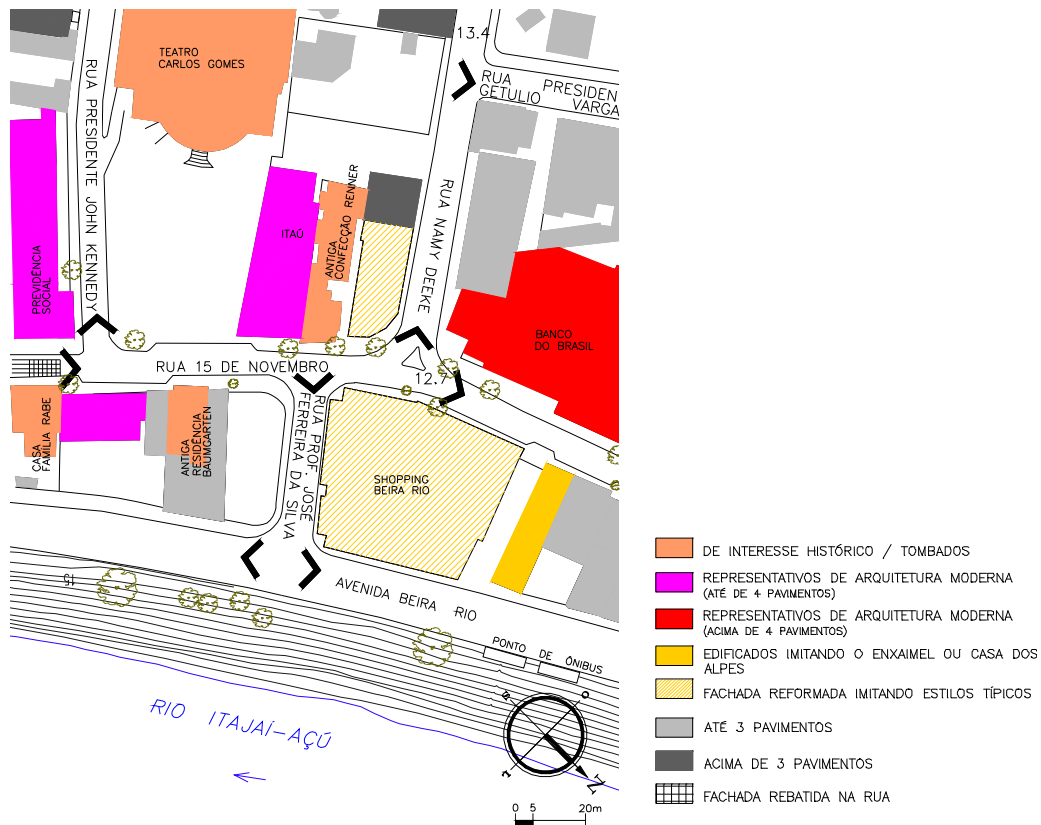 13.4
TEATRO
CARLOS GOMES
RUA PRESIDENTE JOHN KENNEDY
RUA
GETULIO
PRESIDEN
VARGA
RUA NAMY DEEKE
ITAÚ
ANTIGA
CONFECÇÃO RENNER
PREVIDÊNCIA
SOCIAL
BANCO
DO BRASIL
RUA 15 DE NOVEMBRO
12.7
CASA
FAMÍLIA RABE
ANTIGA
RESIDÊNCIA
BAUMGARTEN
RUA PROF. JOSÉ
FERREIRA DA SILVA
SHOPPING
BEIRA RIO
AVENIDA BEIRA RIO
15
PONTO DE ÔNIBUS
RIO ITAJAÍ-AÇÚ
S
O
L
N
0 5 20m
DE INTERESSE HISTÓRICO / TOMBADOS
REPRESENTATIVOS DE ARQUITETURA MODERNA
(ATÉ DE 4 PAVIMENTOS)
REPRESENTATIVOS DE ARQUITETURA MODERNA
(ACIMA DE 4 PAVIMENTOS)
EDIFICADOS IMITANDO O ENXAIMEL OU CASA DOS
ALPES
FACHADA REFORMADA IMITANDO ESTILOS TÍPICOS
ATÉ 3 PAVIMENTOS
ACIMA DE 3 PAVIMENTOS
FACHADA REBATIDA NA RUA